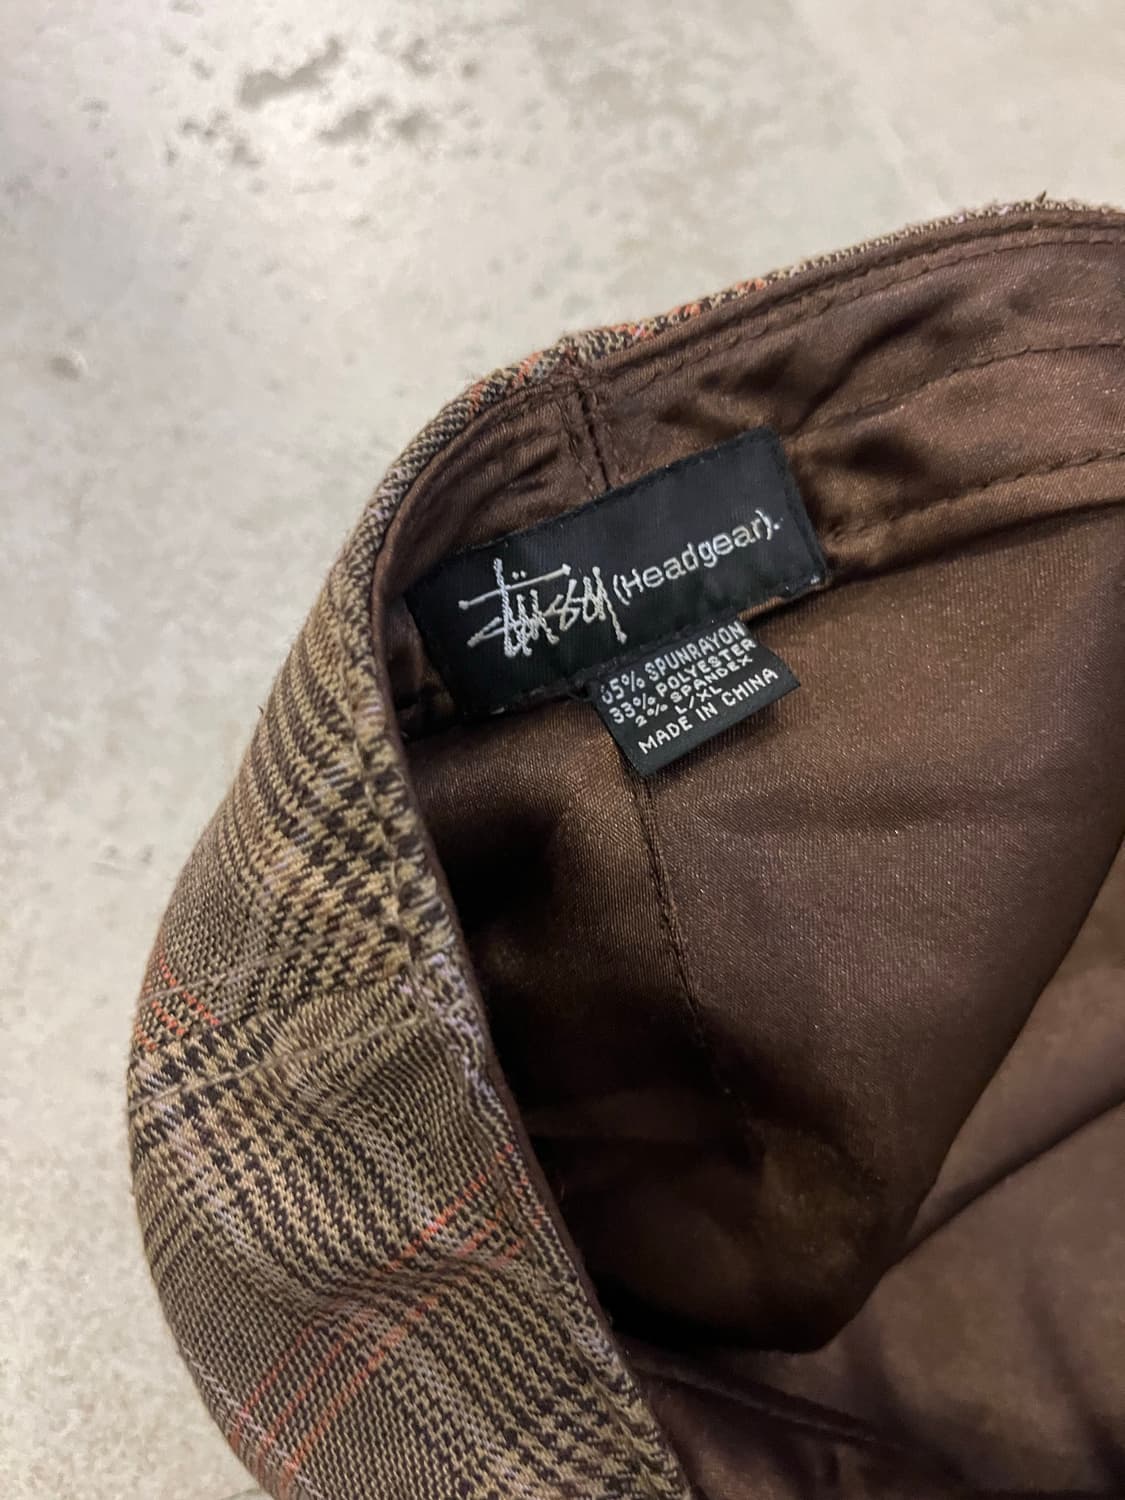 Stüssy (Headgear).
65% SPUNRAYON
33% POLYESTER
2% SPANDEX
L/XL
MADE IN CHINA